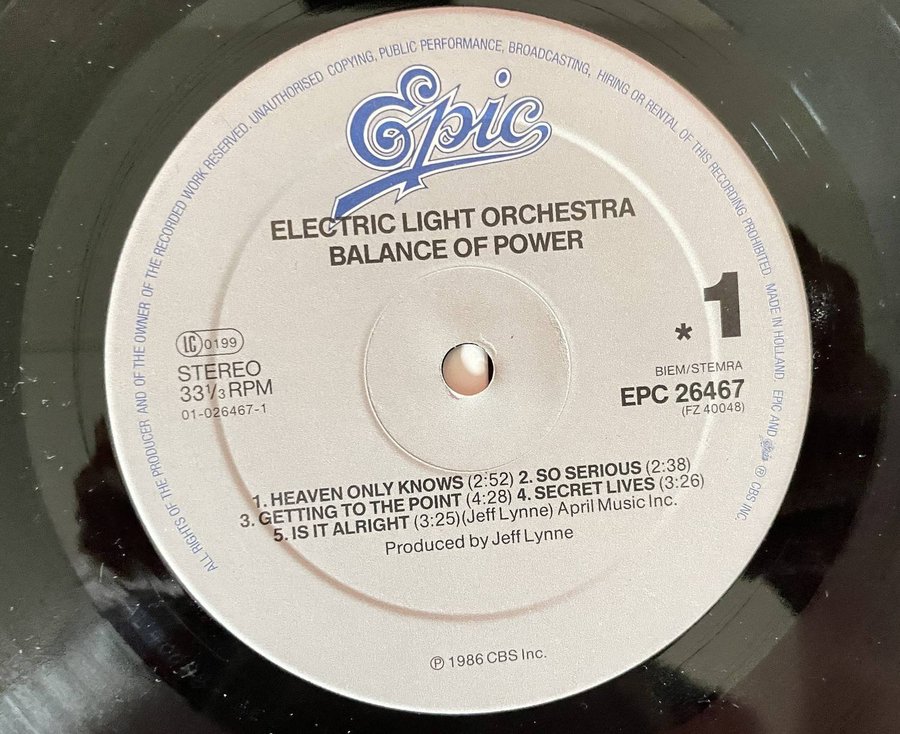 ALL RIGHTS OF THE PRODUCER AND OF THE OWNER OF THE RECORDED WORK RESERVED. UNAUTHORISED COPYING, PUBLIC PERFORMANCE, BROADCASTING, HIRING OR RENTAL OF THIS RECORDING PROHIBITED. MADE IN HOLLAND. EPIC AND Epic ® CBS INC
Epic
ELECTRIC LIGHT ORCHESTRA
BALANCE OF POWER
LC 0199
STEREO
33 1/3 RPM
01-026467-1
* 1
BIEM/STEMRA
EPC 26467
(FZ 40048)
1. HEAVEN ONLY KNOWS (2:52) 2. SO SERIOUS (2:38)
3. GETTING TO THE POINT (4:28) 4. SECRET LIVES (3:26)
5. IS IT ALRIGHT (3:25)(Jeff Lynne) April Music Inc.
Produced by Jeff Lynne
℗ 1986 CBS Inc.